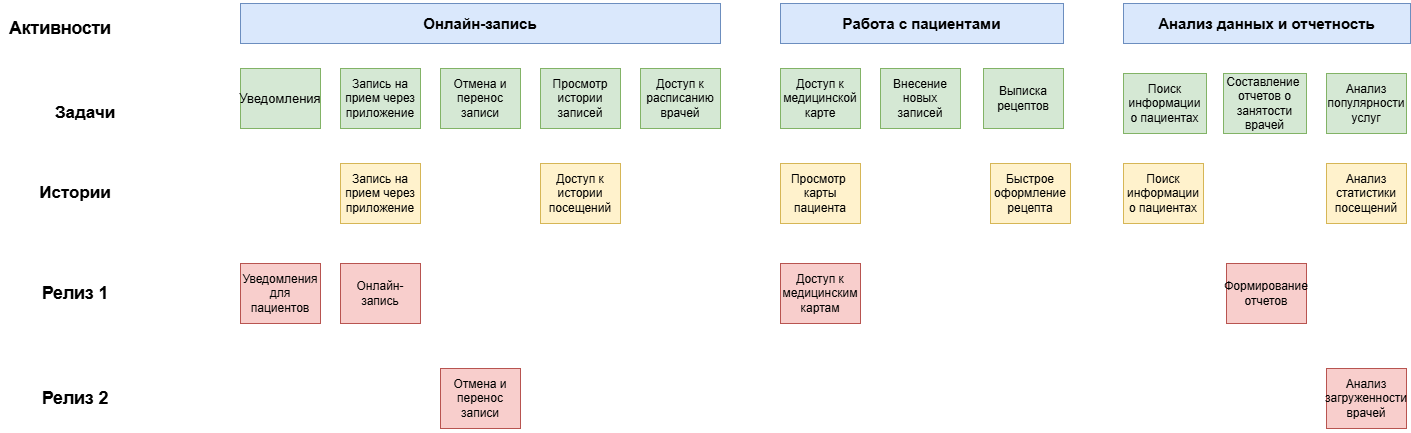 Активности
Онлайн-запись
Работа с пациентами
Анализ данных и отчетность
Задачи
Уведомления
Запись на
прием через
приложение
Отмена и
перенос
записи
Просмотр
истории
записей
Доступ к
расписанию
врачей
Доступ к
медицинской
карте
Внесение
новых
записей
Выписка
рецептов
Поиск
информации
о пациентах
Составление
отчетов о
занятости
врачей
Анализ
популярности
услуг
Истории
Запись на
прием через
приложение
Доступ к
истории
посещений
Просмотр
карты
пациента
Быстрое
оформление
рецепта
Поиск
информации
о пациентах
Анализ
статистики
посещений
Релиз 1
Уведомления
для
пациентов
Онлайн-
запись
Доступ к
медицинским
картам
Формирование
отчетов
Релиз 2
Отмена и
перенос
записи
Анализ
загруженности
врачей